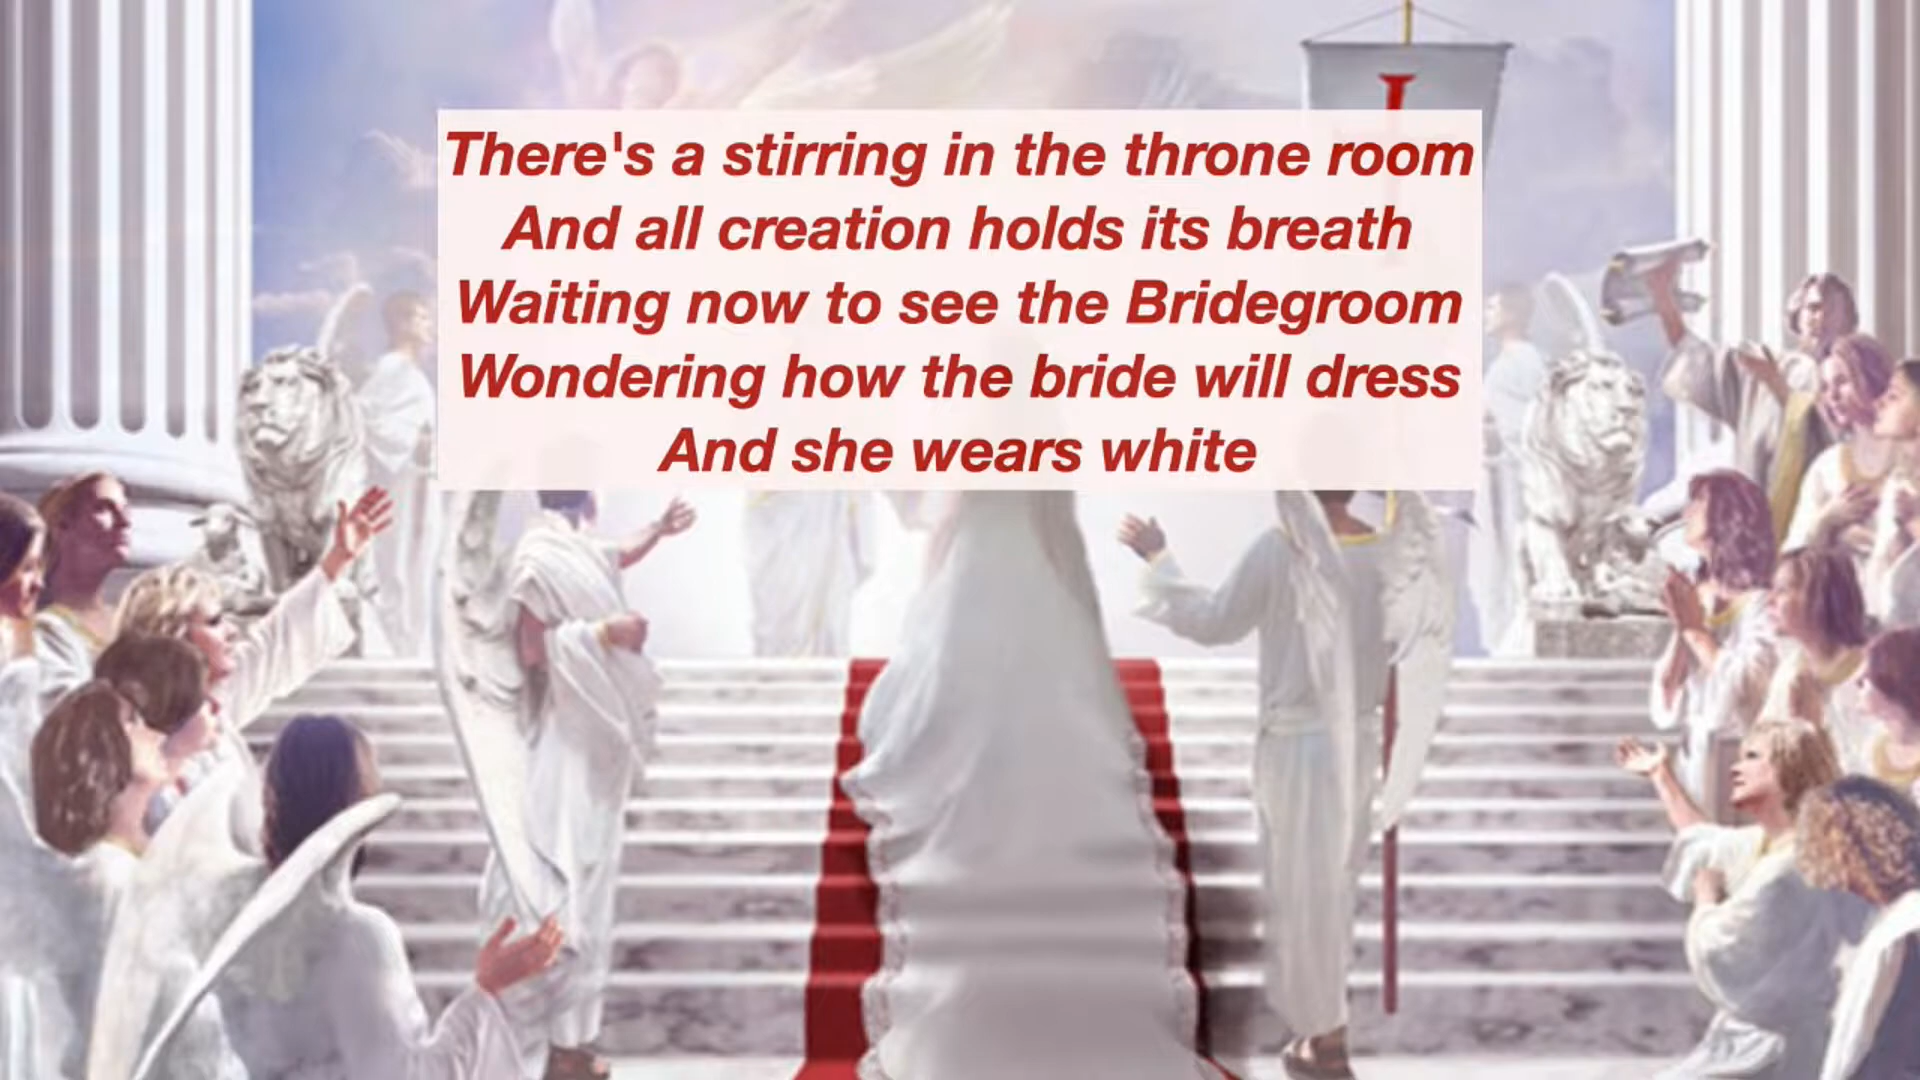 There's a stirring in the throne room
And all creation holds its breath
Waiting now to see the Bridegroom
Wondering how the bride will dress
And she wears white